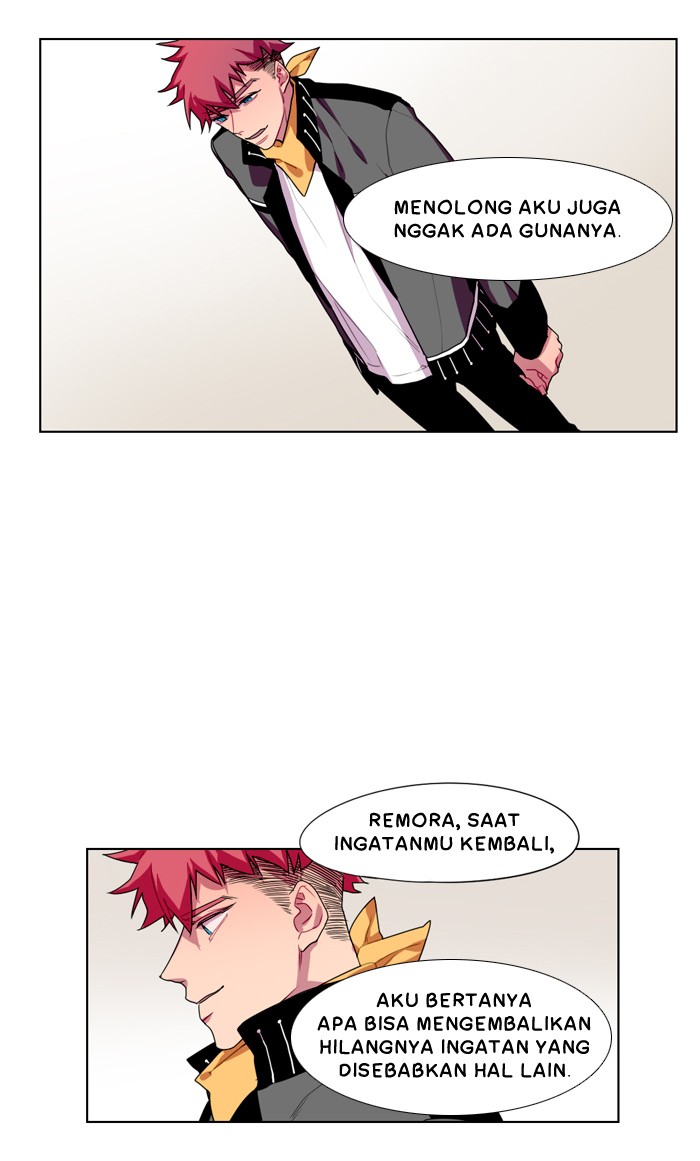 MENOLONG AKU JUGA
NGGAK ADA GUNANYA.
REMORA, SAAT
INGATANMU KEMBALI,
AKU BERTANYA
APA BISA MENGEMBALIKAN
HILANGNYA INGATAN YANG
DISEBABKAN HAL LAIN.